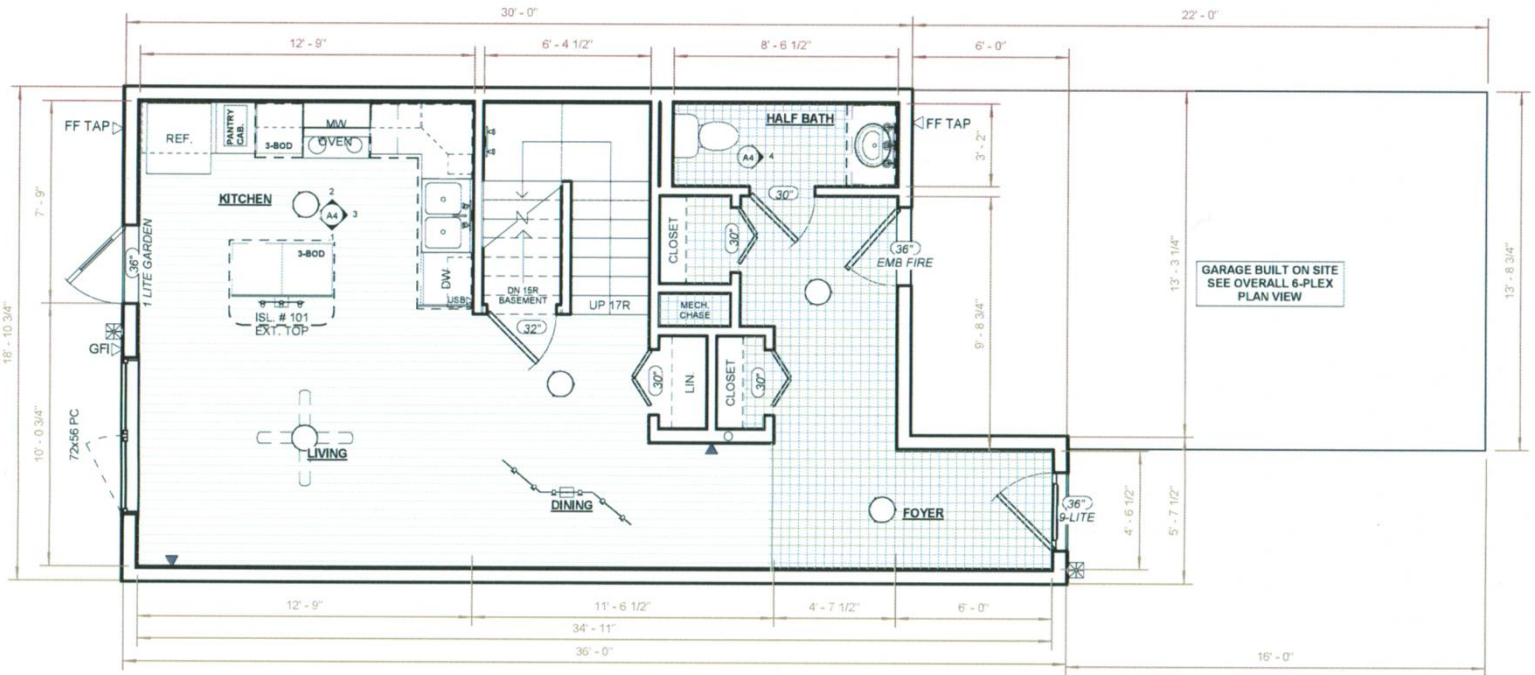 30' - 0"
22' - 0"
12' - 9"
6' - 4 1/2"
8' - 6 1/2"
6' - 0"
FF TAP
REF.
PANTRY
CAB.
3-BOD
MW
OVEN
HALF BATH
FF TAP
A4
4
3' - 2"
7' - 9"
KITCHEN
2
A4
3
30"
CLOSET
30"
36"
EMB FIRE
36"
1 LITE GARDEN
3-BOD
DW
USB
DN 15R
BASEMENT
UP 17R
MECH.
CHASE
9' - 8 3/4"
13' - 3 1/4"
13' - 8 3/4"
GARAGE BUILT ON SITE
SEE OVERALL 6-PLEX
PLAN VIEW
ISL. # 101
EXT. TOP
32"
18' - 10 3/4"
GFI
30"
LIN.
CLOSET
30"
72x56 PC
10' - 0 3/4"
LIVING
DINING
FOYER
36"
9-LITE
4' - 6 1/2"
5' - 7 1/2"
12' - 9"
11' - 6 1/2"
4' - 7 1/2"
6' - 0"
34' - 11"
36' - 0"
16' - 0"